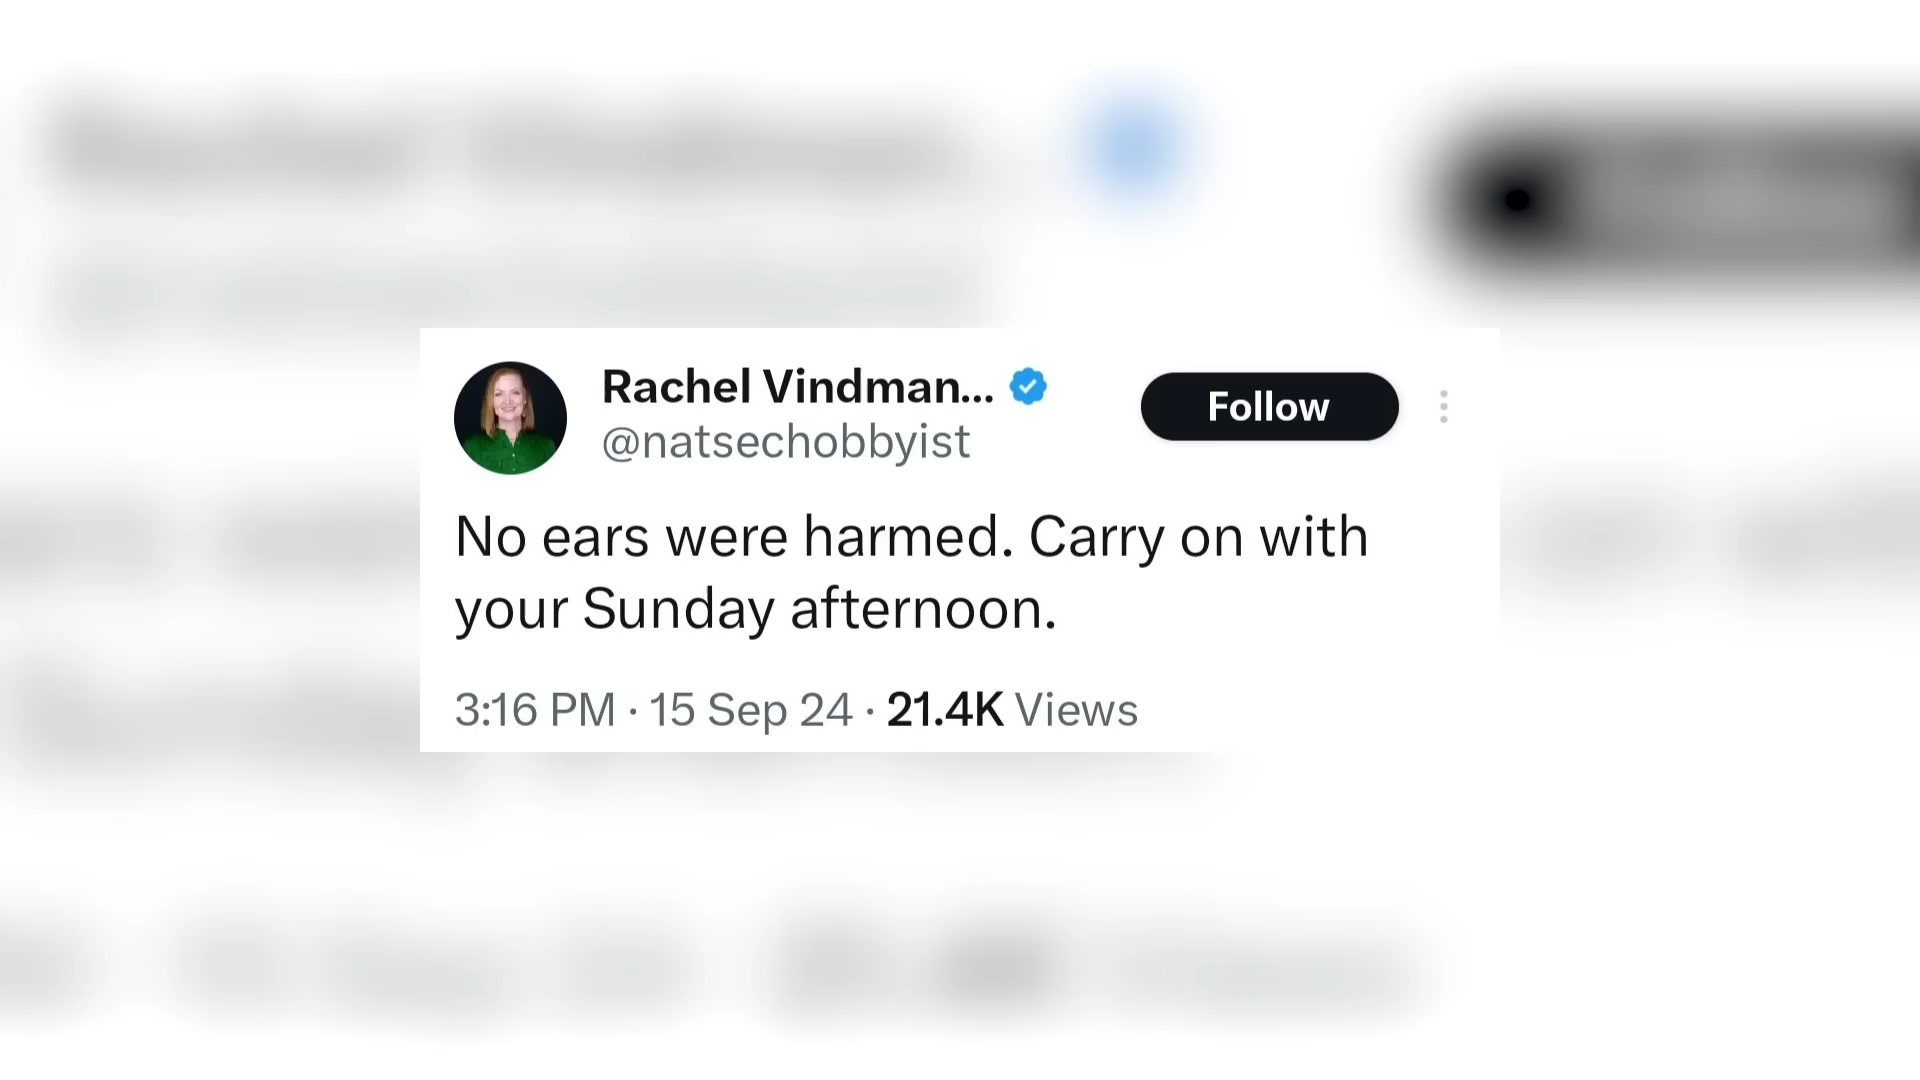 Rachel Vindman...
@natsechobbyist
Follow
No ears were harmed. Carry on with
your Sunday afternoon.
3:16 PM · 15 Sep 24 · 21.4K Views